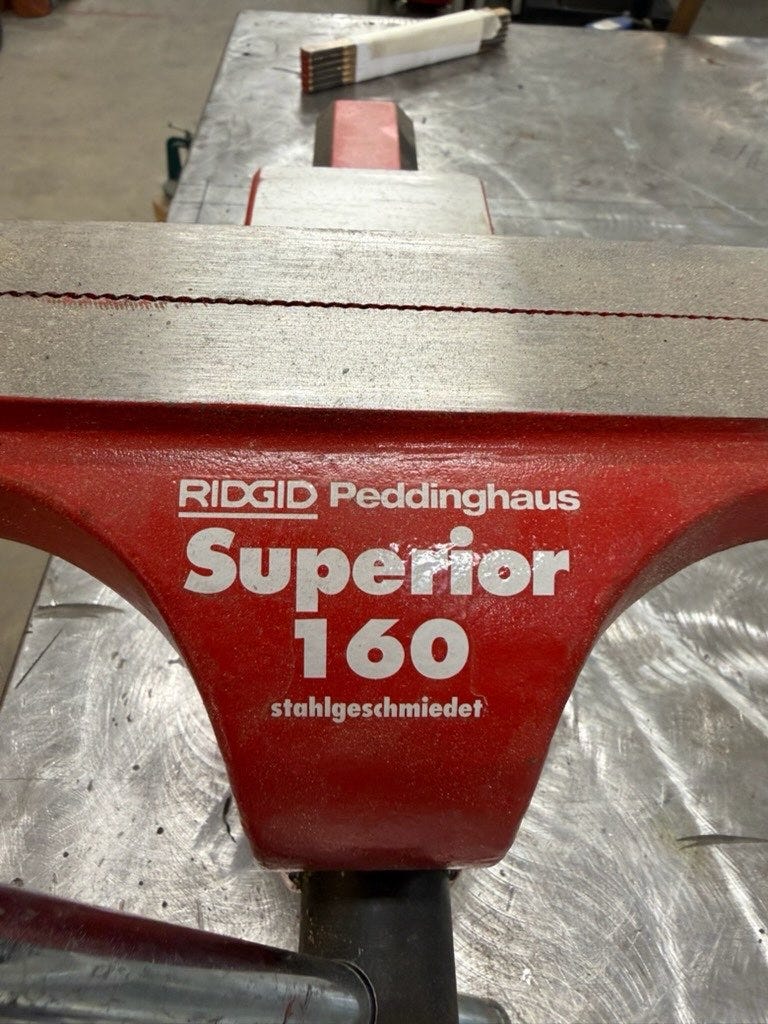 RIDGID Peddinghaus
Superior
160
stahlgeschmiedet